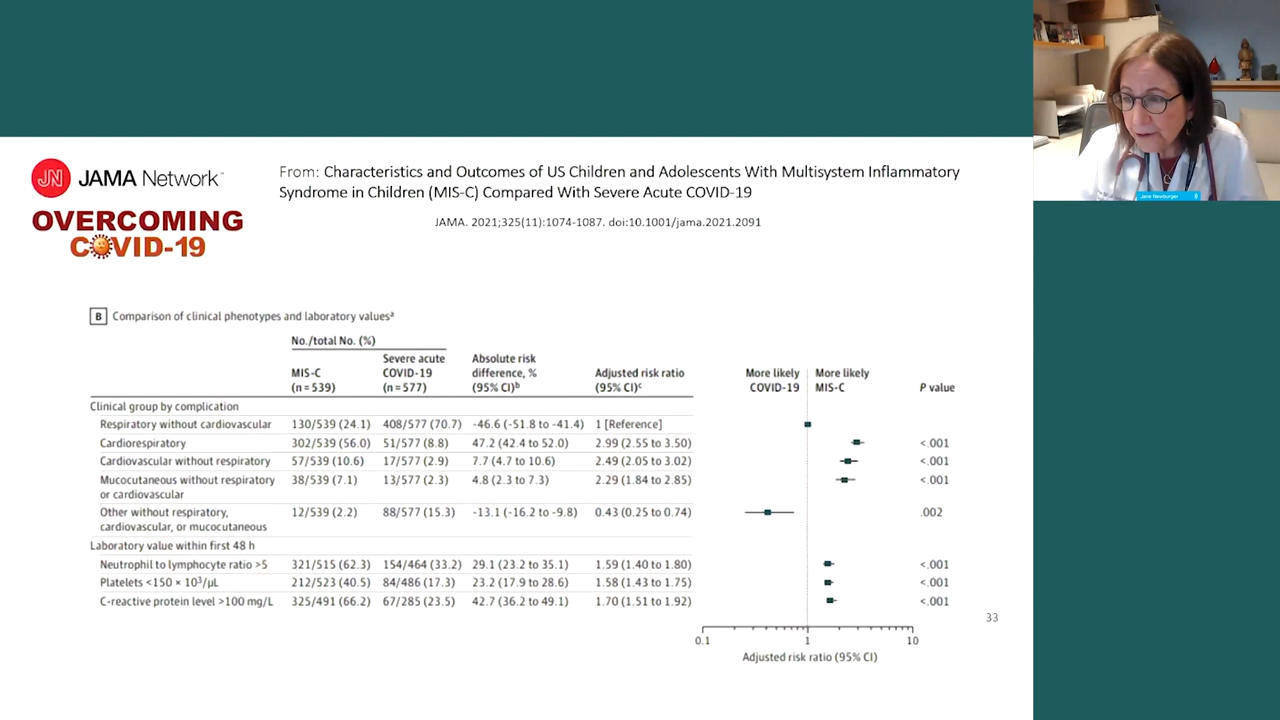 JN JAMA Network™
OVERCOMING
COVID-19
From: Characteristics and Outcomes of US Children and Adolescents With Multisystem Inflammatory
Syndrome in Children (MIS-C) Compared With Severe Acute COVID-19
JAMA. 2021;325(11):1074-1087. doi:10.1001/jama.2021.2091
Jane Newburger
B Comparison of clinical phenotypes and laboratory valuesᵃ
No./total No. (%)
MIS-C (n = 539)
Severe acute COVID-19 (n = 577)
Absolute risk difference, % (95% CI)ᵇ
Adjusted risk ratio (95% CI)ᶜ
More likely COVID-19
More likely MIS-C
P value
Clinical group by complication
Respiratory without cardiovascular 130/539 (24.1) 408/577 (70.7) -46.6 (-51.8 to -41.4) 1 [Reference]
Cardiorespiratory 302/539 (56.0) 51/577 (8.8) 47.2 (42.4 to 52.0) 2.99 (2.55 to 3.50) <.001
Cardiovascular without respiratory 57/539 (10.6) 17/577 (2.9) 7.7 (4.7 to 10.6) 2.49 (2.05 to 3.02) <.001
Mucocutaneous without respiratory 38/539 (7.1) 13/577 (2.3) 4.8 (2.3 to 7.3) 2.29 (1.84 to 2.85) <.001
or cardiovascular
Other without respiratory, 12/539 (2.2) 88/577 (15.3) -13.1 (-16.2 to -9.8) 0.43 (0.25 to 0.74) .002
cardiovascular, or mucocutaneous
Laboratory value within first 48 h
Neutrophil to lymphocyte ratio >5 321/515 (62.3) 154/464 (33.2) 29.1 (23.2 to 35.1) 1.59 (1.40 to 1.80) <.001
Platelets <150 × 10³/μL 212/523 (40.5) 84/486 (17.3) 23.2 (17.9 to 28.6) 1.58 (1.43 to 1.75) <.001
C-reactive protein level >100 mg/L 325/491 (66.2) 67/285 (23.5) 42.7 (36.2 to 49.1) 1.70 (1.51 to 1.92) <.001
33
0.1 1 10
Adjusted risk ratio (95% CI)